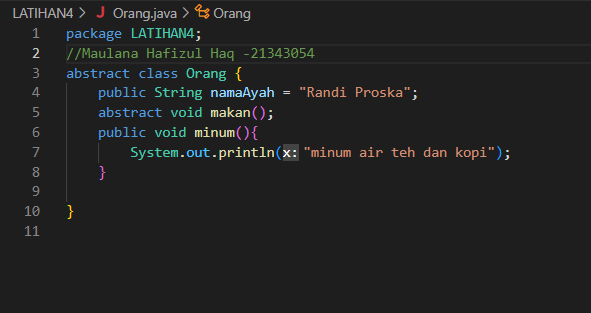 LATIHAN4 > J Orang.java > Orang
1 package LATIHAN4;
2 //Maulana Hafizul Haq -21343054
3 abstract class Orang {
4 public String namaAyah = "Randi Proska";
5 abstract void makan();
6 public void minum(){
7 System.out.println(x: "minum air teh dan kopi");
8 }
9
10 }
11